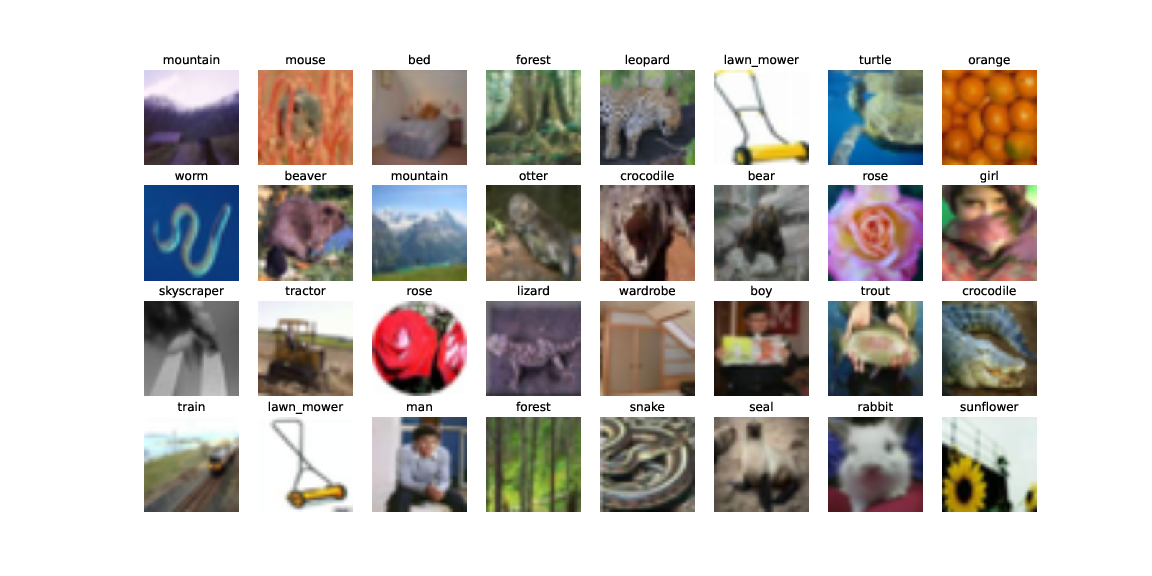 mountain mouse bed forest leopard lawn_mower turtle orange
worm beaver mountain otter crocodile bear rose girl
skyscraper tractor rose lizard wardrobe boy trout crocodile
train lawn_mower man forest snake seal rabbit sunflower